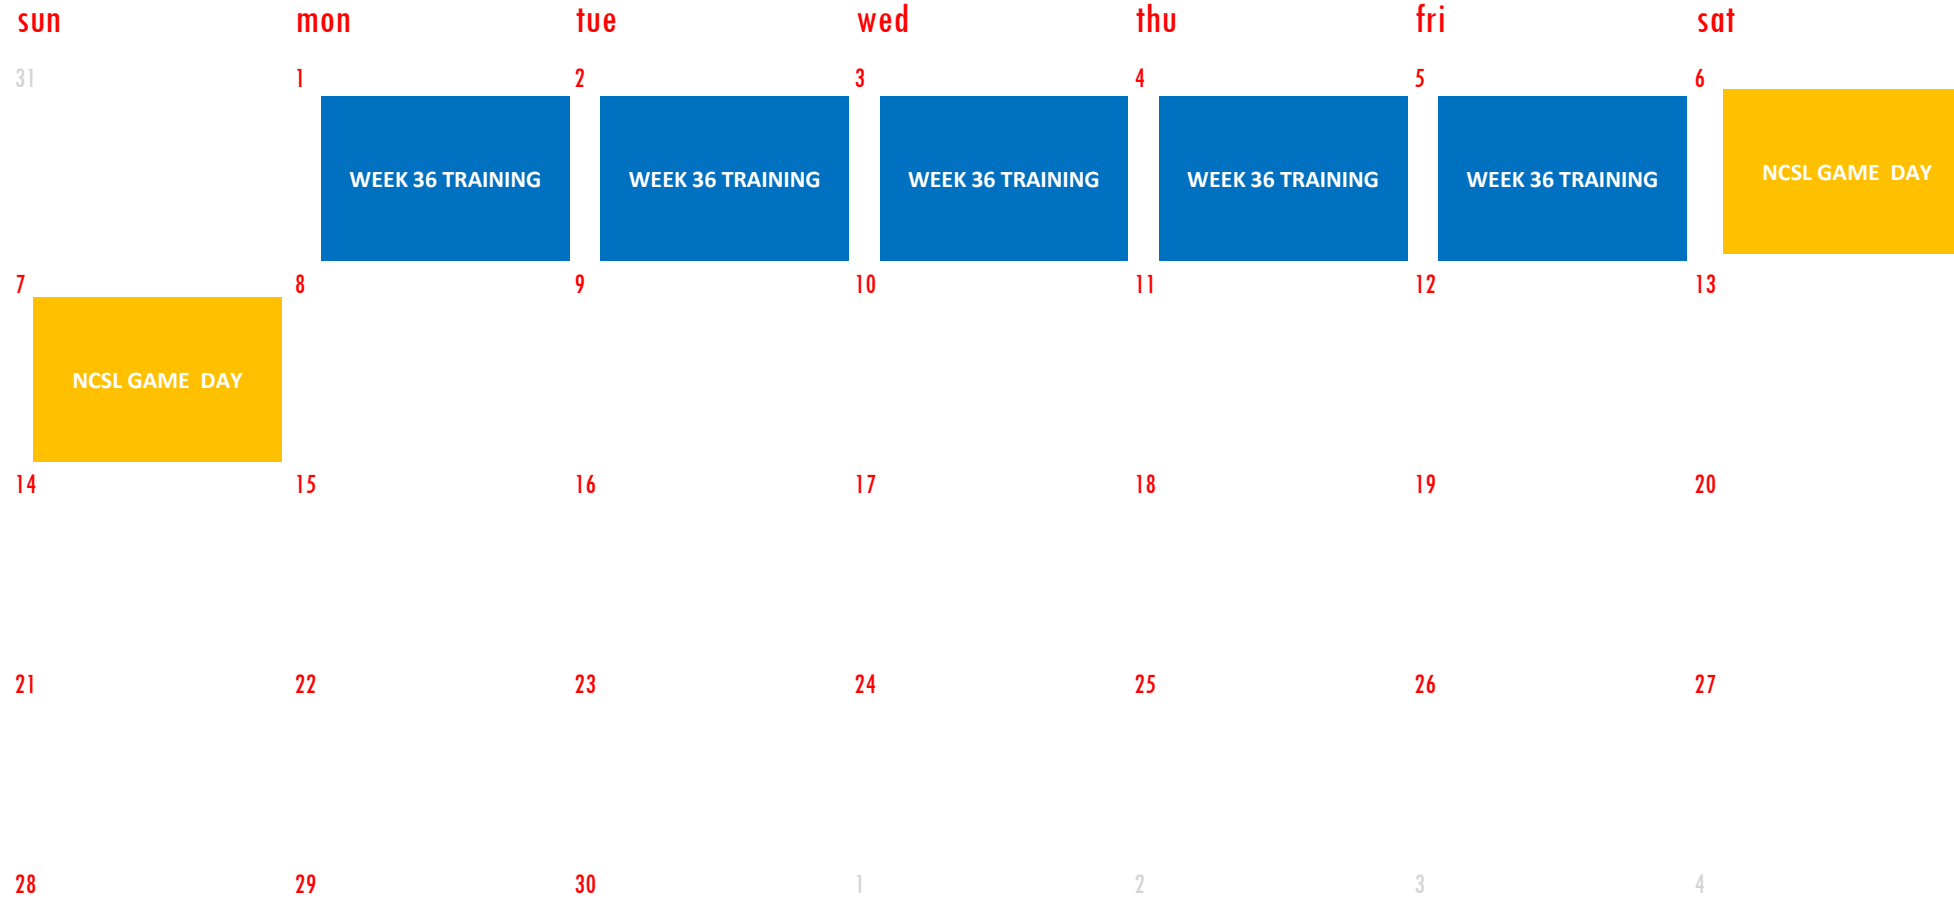 sun mon tue wed thu fri sat
31 1 2 3 4 5 6
WEEK 36 TRAINING WEEK 36 TRAINING WEEK 36 TRAINING WEEK 36 TRAINING WEEK 36 TRAINING NCSL GAME  DAY
7 8 9 10 11 12 13
NCSL GAME  DAY
14 15 16 17 18 19 20
21 22 23 24 25 26 27
28 29 30 1 2 3 4